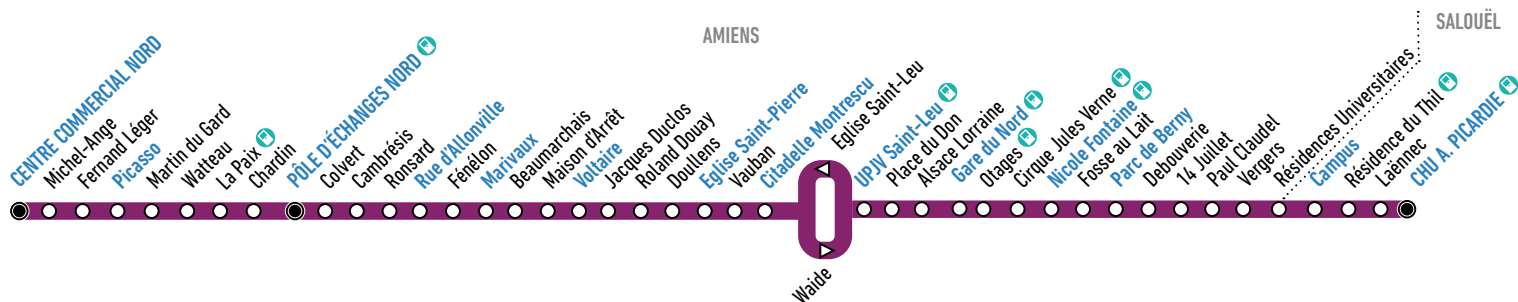 AMIENS
SALOUËL
CENTRE COMMERCIAL NORD
Michel-Ange
Fernand Léger
Picasso
Martin du Gard
Watteau
La Paix
Chardin
PÔLE D'ÉCHANGES NORD
Colvert
Cambrésis
Ronsard
Rue d'Allonville
Fénélon
Marivaux
Beaumarchais
Maison d'Arrêt
Voltaire
Jacques Duclos
Roland Douay
Doullens
Eglise Saint-Pierre
Vauban
Citadelle Montrescu
Eglise Saint-Leu
Waide
UPJV Saint-Leu
Place du Don
Alsace Lorraine
Gare du Nord
Otages
Cirque Jules Verne
Nicole Fontaine
Fosse au Lait
Parc de Berny
Debouverie
14 Juillet
Paul Claudel
Vergers
Résidences Universitaires
Campus
Résidence du Thil
Laënnec
CHU A. PICARDIE